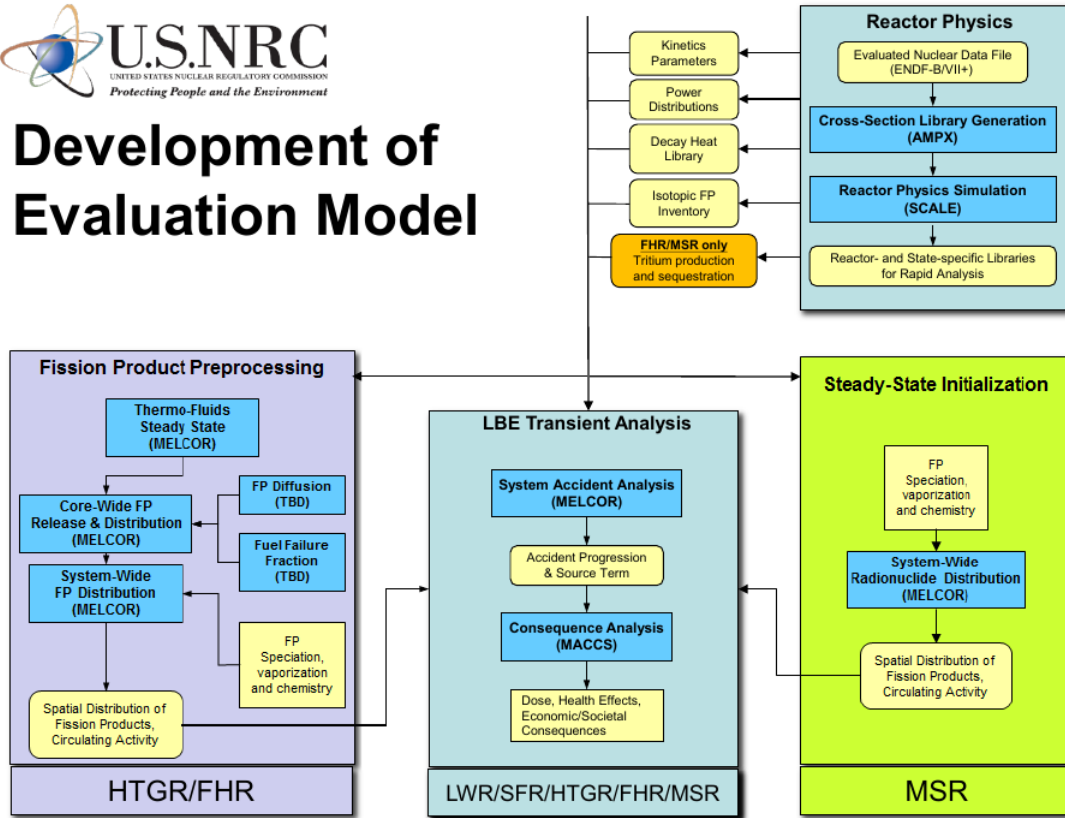 U.S.NRC
UNITED STATES NUCLEAR REGULATORY COMMISSION
Protecting People and the Environment
Development of
Evaluation Model
Kinetics
Parameters
Power
Distributions
Decay Heat
Library
Isotopic FP
Inventory
FHR/MSR only
Tritium production
and sequestration
Reactor Physics
Evaluated Nuclear Data File
(ENDF-B/VII+)
Cross-Section Library Generation
(AMPX)
Reactor Physics Simulation
(SCALE)
Reactor- and State-specific Libraries
for Rapid Analysis
Fission Product Preprocessing
Thermo-Fluids
Steady State
(MELCOR)
Core-Wide FP
Release & Distribution
(MELCOR)
FP Diffusion
(TBD)
Fuel Failure
Fraction
(TBD)
System-Wide
FP Distribution
(MELCOR)
FP
Speciation,
vaporization
and chemistry
Spatial Distribution of
Fission Products,
Circulating Activity
HTGR/FHR
LBE Transient Analysis
System Accident Analysis
(MELCOR)
Accident Progression
& Source Term
Consequence Analysis
(MACCS)
Dose, Health Effects,
Economic/Societal
Consequences
LWR/SFR/HTGR/FHR/MSR
Steady-State Initialization
FP
Speciation,
vaporization
and chemistry
System-Wide
Radionuclide Distribution
(MELCOR)
Spatial Distribution of
Fission Products,
Circulating Activity
MSR